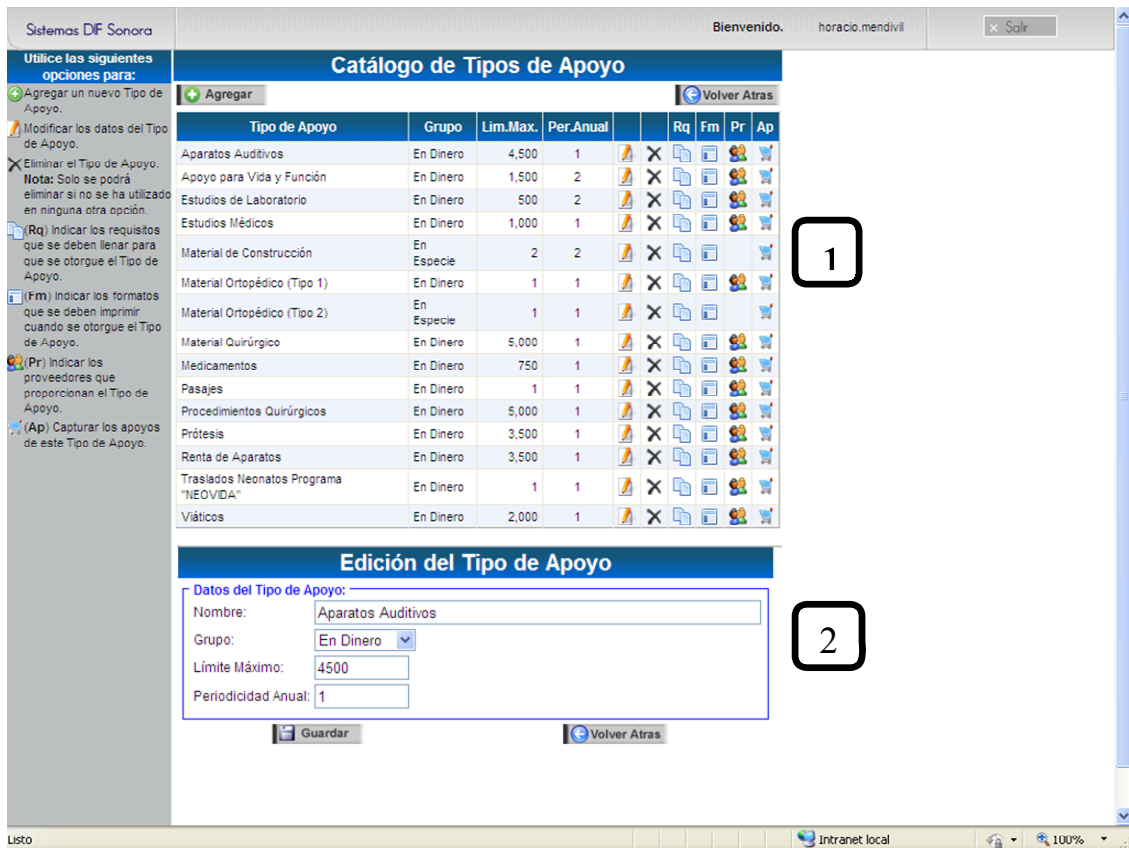 Sistemas DIF Sonora
Bienvenido. horacio.mendivil Salir
Utilice las siguientes
opciones para:
Agregar un nuevo Tipo de
Apoyo.
Modificar los datos del Tipo
de Apoyo.
Eliminar el Tipo de Apoyo.
Nota: Solo se podrá
eliminar si no se ha utilizado
en ninguna otra opción.
(Rq) Indicar los requisitos
que se deben llenar para
que se otorgue el Tipo de
Apoyo.
(Fm) Indicar los formatos
que se deben imprimir
cuando se otorgue el Tipo
de Apoyo.
(Pr) Indicar los
proveedores que
proporcionan el Tipo de
Apoyo.
(Ap) Capturar los apoyos
de este Tipo de Apoyo.
Catálogo de Tipos de Apoyo
Agregar Volver Atras
Tipo de Apoyo Grupo Lim.Max. Per.Anual Rq Fm Pr Ap
Aparatos Auditivos En Dinero 4,500 1
Apoyo para Vida y Función En Dinero 1,500 2
Estudios de Laboratorio En Dinero 500 2
Estudios Médicos En Dinero 1,000 1
Material de Construcción En Especie 2 2
Material Ortopédico (Tipo 1) En Dinero 1 1
Material Ortopédico (Tipo 2) En Especie 1 1
Material Quirúrgico En Dinero 5,000 1
Medicamentos En Dinero 750 1
Pasajes En Dinero 1 1
Procedimientos Quirúrgicos En Dinero 5,000 1
Prótesis En Dinero 3,500 1
Renta de Aparatos En Dinero 3,500 1
Traslados Neonatos Programa "NEOVIDA" En Dinero 1 1
Viáticos En Dinero 2,000 1
1
Edición del Tipo de Apoyo
Datos del Tipo de Apoyo:
Nombre: Aparatos Auditivos
Grupo: En Dinero
Límite Máximo: 4500
Periodicidad Anual: 1
Guardar Volver Atras
2
Listo Intranet local 100%